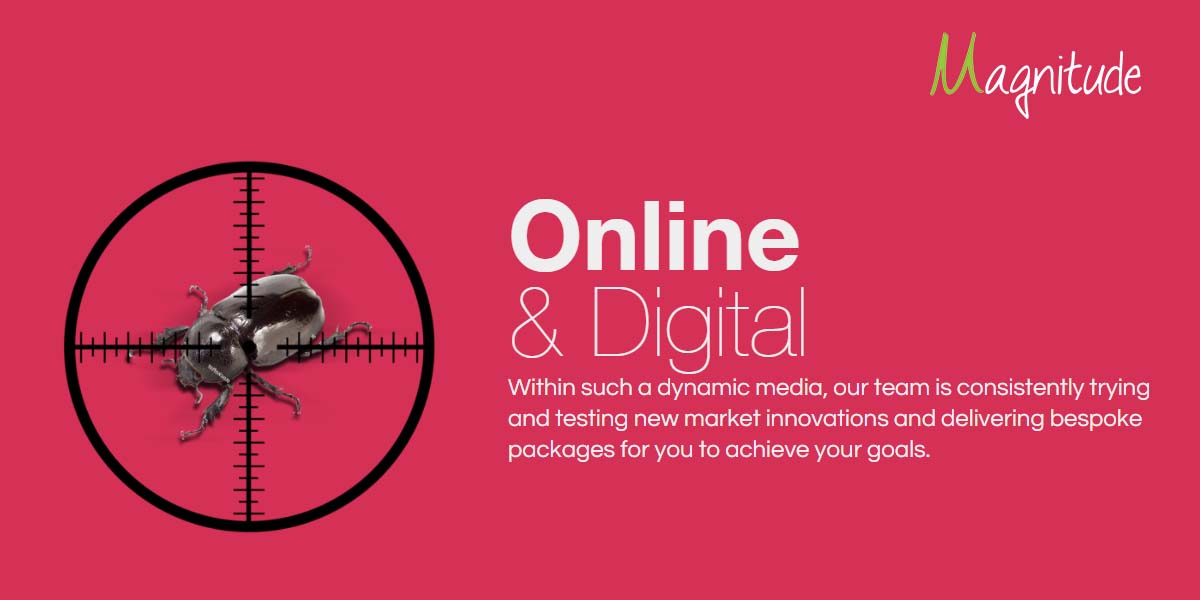 Magnitude
Online
& Digital
Within such a dynamic media, our team is consistently trying
and testing new market innovations and delivering bespoke
packages for you to achieve your goals.